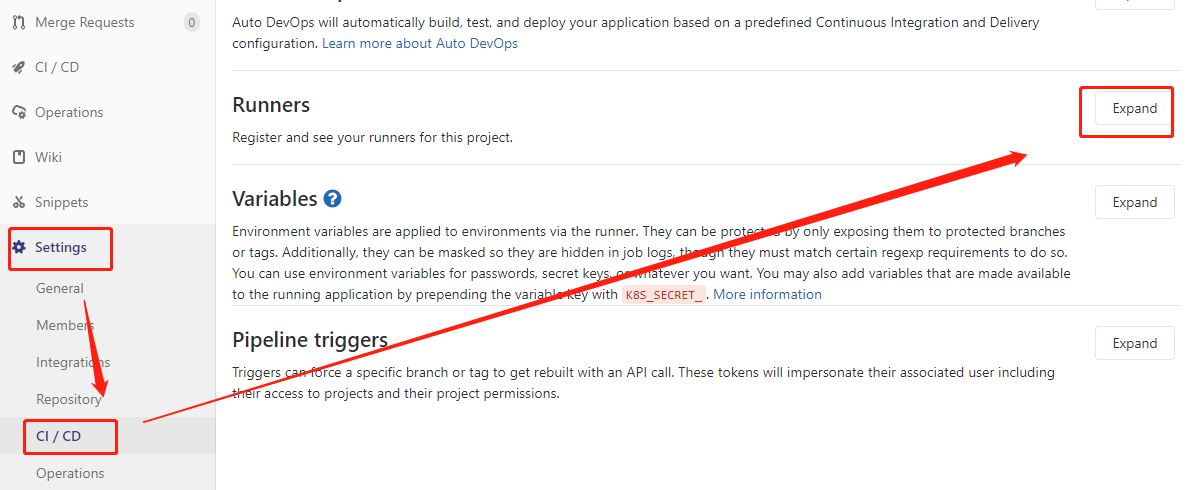 Merge Requests 0
CI / CD
Operations
Wiki
Snippets
Settings
General
Members
Integrations
Repository
CI / CD
Operations
Auto DevOps will automatically build, test, and deploy your application based on a predefined Continuous Integration and Delivery
configuration. Learn more about Auto DevOps
Runners
Expand
Register and see your runners for this project.
Variables ?
Expand
Environment variables are applied to environments via the runner. They can be protected by only exposing them to protected branches
or tags. Additionally, they can be masked so they are hidden in job logs, though they must match certain regexp requirements to do so.
You can use environment variables for passwords, secret keys, or whatever you want. You may also add variables that are made available
to the running application by prepending the variable key with K8S_SECRET_. More information
Pipeline triggers
Expand
Triggers can force a specific branch or tag to get rebuilt with an API call. These tokens will impersonate their associated user including
their access to projects and their project permissions.